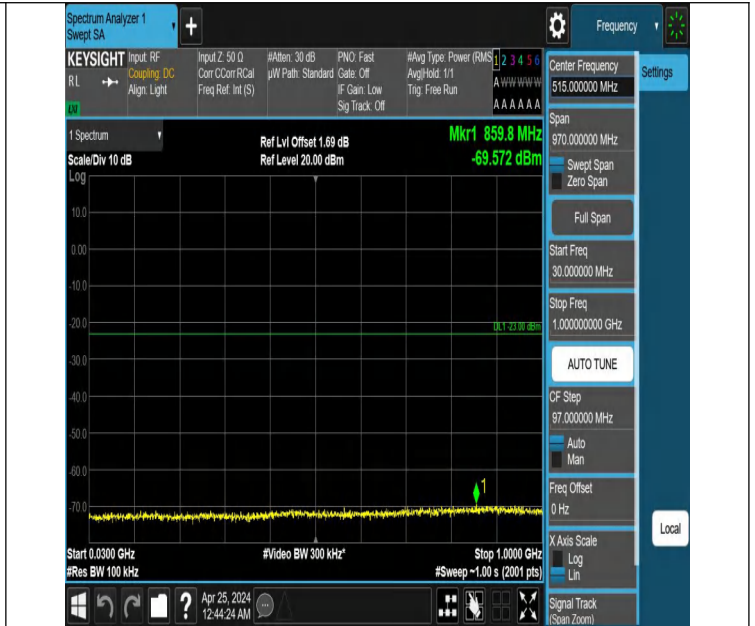 Spectrum Analyzer 1
Swept SA
+
Frequency
KEYSIGHT
RL
LXI
Input: RF
Coupling: DC
Align: Light
Input Z: 50 Ω
Corr CCorr RCal
Freq Ref: Int (S)
#Atten: 30 dB
µW Path: Standard
PNO: Fast
Gate: Off
IF Gain: Low
Sig Track: Off
#Avg Type: Power (RMS
Avg|Hold: 1/1
Trig: Free Run
1 2 3 4 5 6
A W W W W W
A A A A A A
1 Spectrum
Scale/Div 10 dB
Log
Ref Lvl Offset 1.69 dB
Ref Level 20.00 dBm
Mkr1 859.8 MHz
-69.572 dBm
10.0
0.00
-10.0
-20.0
DL1 -23.00 dBm
-30.0
-40.0
-50.0
-60.0
1
-70.0
Start 0.0300 GHz
#Res BW 100 kHz
#Video BW 300 kHz*
Stop 1.0000 GHz
#Sweep ~1.00 s (2001 pts)
Center Frequency
515.000000 MHz
Settings
Span
970.000000 MHz
Swept Span
Zero Span
Full Span
Start Freq
30.000000 MHz
Stop Freq
1.000000000 GHz
AUTO TUNE
CF Step
97.000000 MHz
Auto
Man
Freq Offset
0 Hz
Local
X Axis Scale
Log
Lin
Signal Track
(Span Zoom)
?
Apr 25, 2024
12:44:24 AM